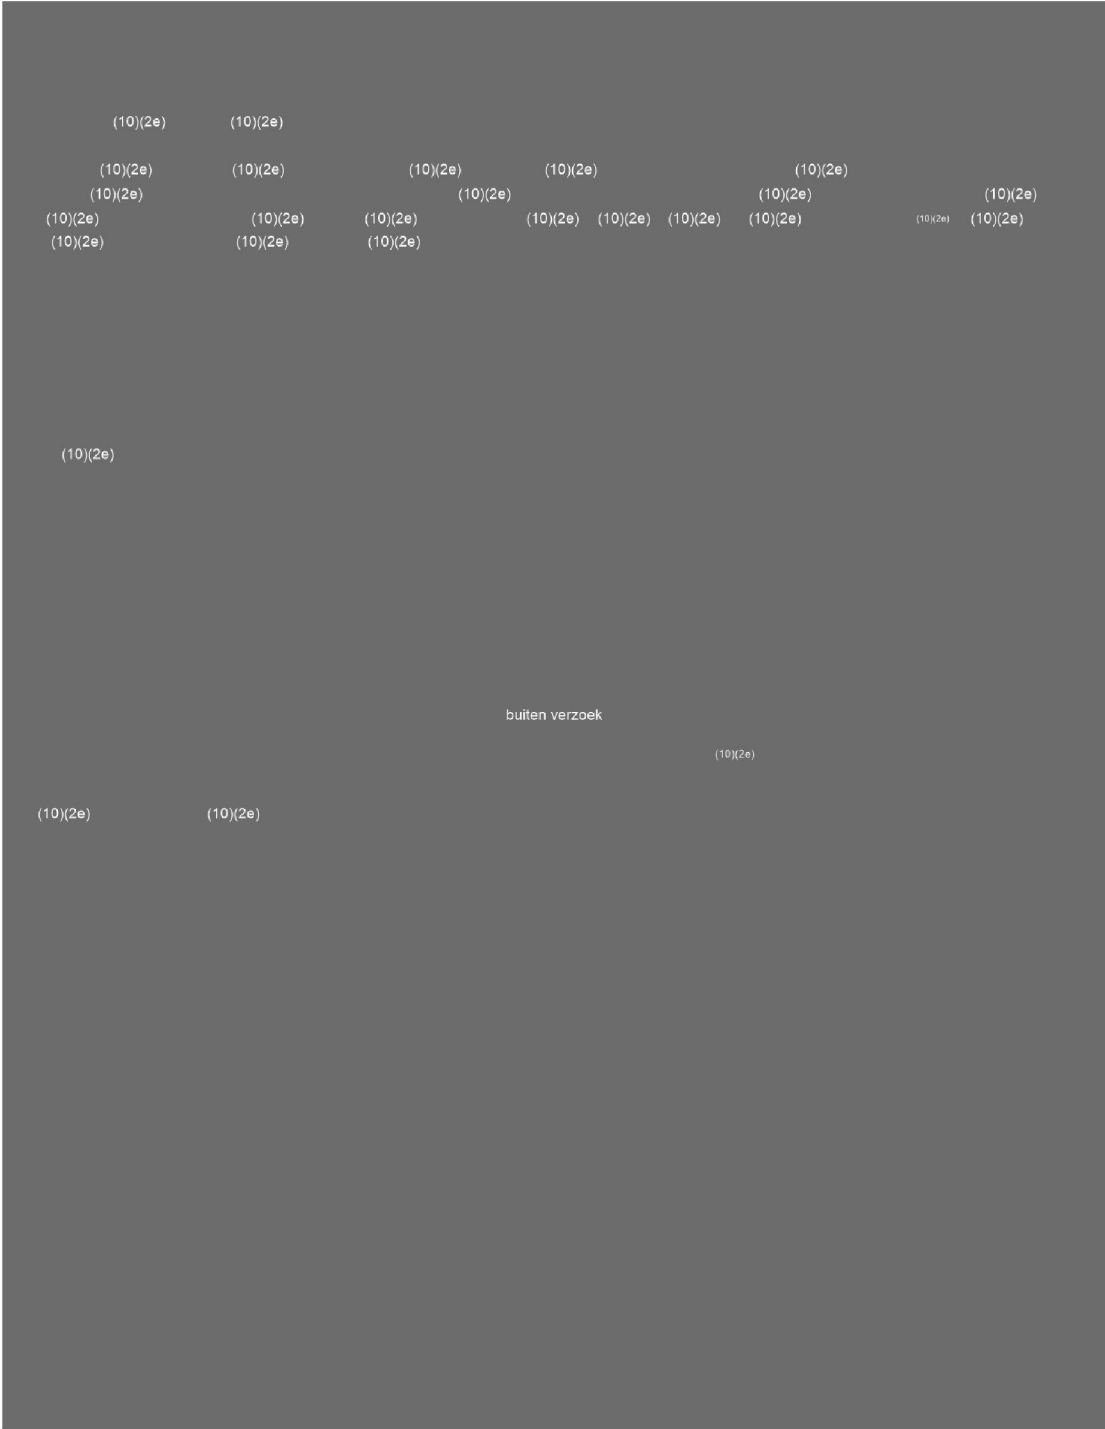 (10)(2e) (10)(2e)
(10)(2e) (10)(2e) (10)(2e) (10)(2e) (10)(2e)
(10)(2e) (10)(2e) (10)(2e) (10)(2e)
(10)(2e) (10)(2e) (10)(2e) (10)(2e) (10)(2e) (10)(2e) (10)(2e) (10)(2e) (10)(2e)
(10)(2e) (10)(2e) (10)(2e)
(10)(2e)
buiten verzoek
(10)(2e)
(10)(2e) (10)(2e)